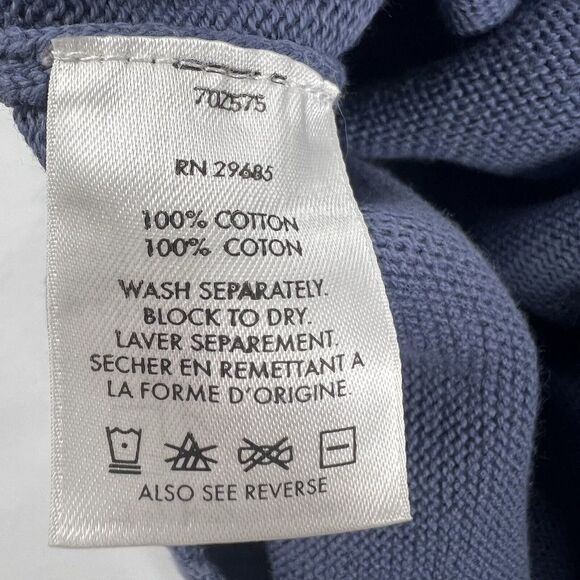 702575
RN 29685
100% COTTON
100% COTON
WASH SEPARATELY.
BLOCK TO DRY.
LAVER SEPAREMENT.
SECHER EN REMETTANT A
LA FORME D'ORIGINE.
ALSO SEE REVERSE